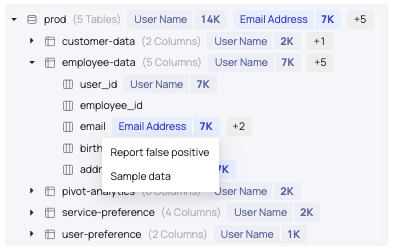 prod (5 Tables) User Name 14K Email Address 7K +5
customer-data (2 Columns) User Name 2K +1
employee-data (5 Columns) User Name 7K +5
user_id User Name 7K
employee_id
email Email Address 7K +2
birth
Report false positive
addr 7K
Sample data
pivot-analytics (6 Columns) User Name 2K
service-preference (4 Columns) User Name 2K
user-preference (2 Columns) User Name 1K